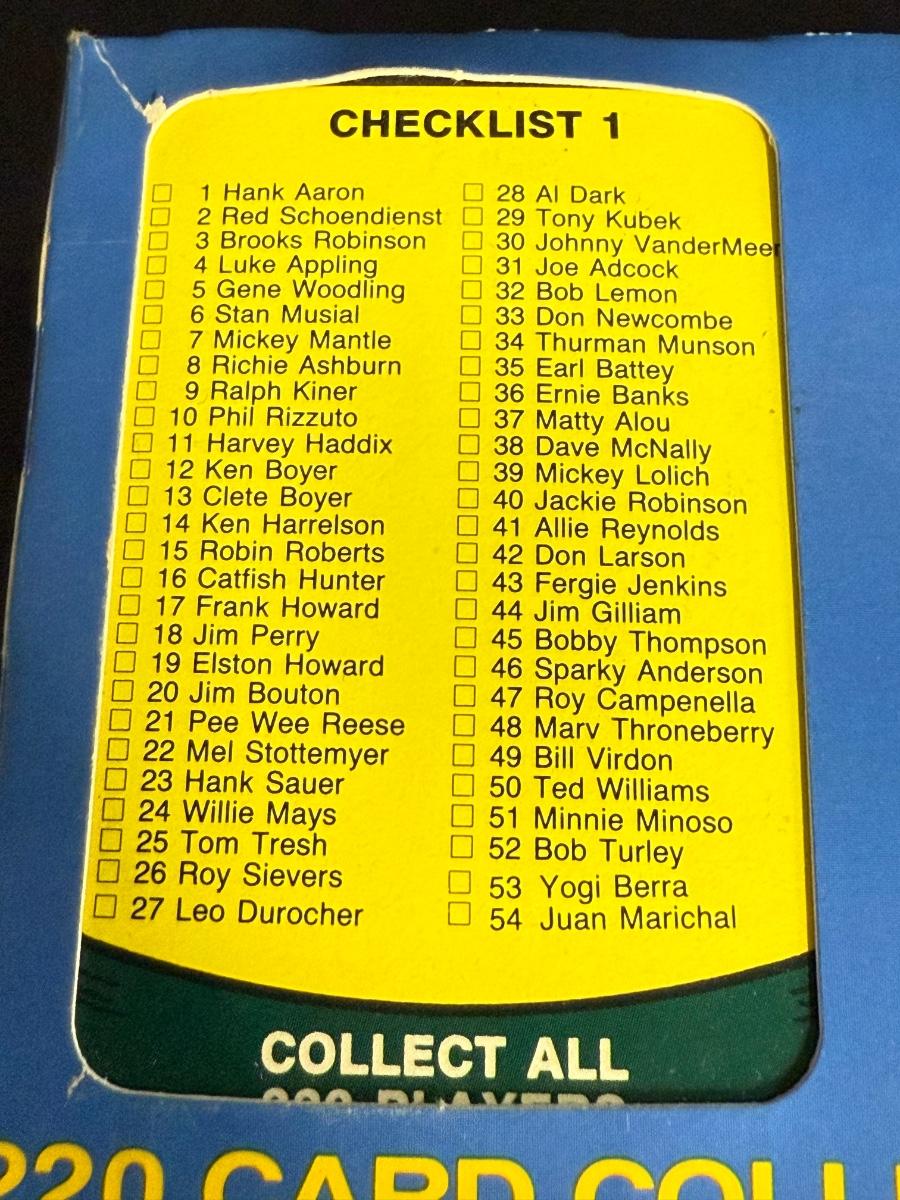 CHECKLIST 1
1 Hank Aaron
2 Red Schoendienst
3 Brooks Robinson
4 Luke Appling
5 Gene Woodling
6 Stan Musial
7 Mickey Mantle
8 Richie Ashburn
9 Ralph Kiner
10 Phil Rizzuto
11 Harvey Haddix
12 Ken Boyer
13 Clete Boyer
14 Ken Harrelson
15 Robin Roberts
16 Catfish Hunter
17 Frank Howard
18 Jim Perry
19 Elston Howard
20 Jim Bouton
21 Pee Wee Reese
22 Mel Stottemyer
23 Hank Sauer
24 Willie Mays
25 Tom Tresh
26 Roy Sievers
27 Leo Durocher
28 Al Dark
29 Tony Kubek
30 Johnny VanderMeer
31 Joe Adcock
32 Bob Lemon
33 Don Newcombe
34 Thurman Munson
35 Earl Battey
36 Ernie Banks
37 Matty Alou
38 Dave McNally
39 Mickey Lolich
40 Jackie Robinson
41 Allie Reynolds
42 Don Larson
43 Fergie Jenkins
44 Jim Gilliam
45 Bobby Thompson
46 Sparky Anderson
47 Roy Campenella
48 Marv Throneberry
49 Bill Virdon
50 Ted Williams
51 Minnie Minoso
52 Bob Turley
53 Yogi Berra
54 Juan Marichal
COLLECT ALL
PLAYERS
220 CARD COLL